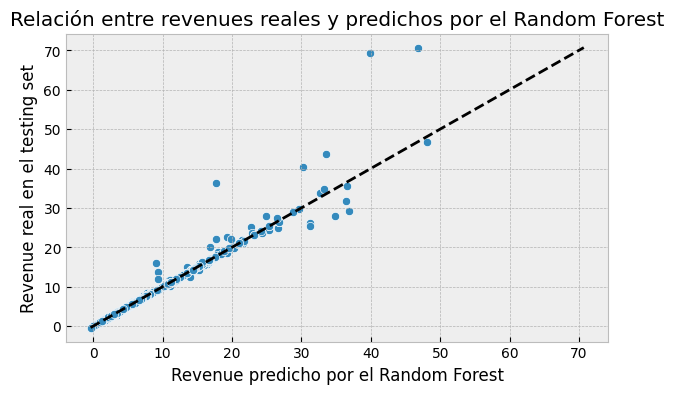 Relación entre revenues reales y predichos por el Random Forest
Revenue real en el testing set
70
60
50
40
30
20
10
0
0 10 20 30 40 50 60 70
Revenue predicho por el Random Forest